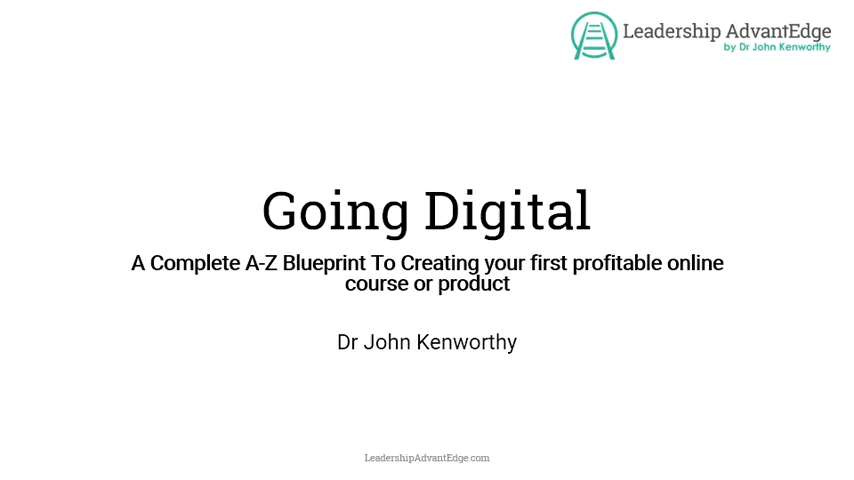 Leadership AdvantEdge
by Dr John Kenworthy
Going Digital
A Complete A-Z Blueprint To Creating your first profitable online
course or product
Dr John Kenworthy
LeadershipAdvantEdge.com